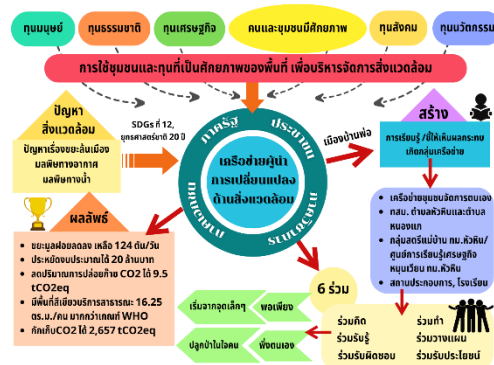 ทุนมนุษย์
ทุนธรรมชาติ
ทุนเศรษฐกิจ
คนและชุมชนมีศักยภาพ
ทุนสังคม
ทุนวัฒนธรรม
การใช้ชุมชนและทุนที่เป็นศักยภาพของพื้นที่ เพื่อบริหารจัดการสิ่งแวดล้อม
ปัญหา
สิ่งแวดล้อม
ปัญหาเรื่องขยะล้นเมือง
มลพิษทางอากาศ
มลพิษทางน้ำ
SDGs ที่ 12,
ยุทธศาสตร์ชาติ 20 ปี
ภาครัฐ
ประชาชน
ภาควิชาการ
ภาคเอกชน
เครือข่ายผู้นำ
การเปลี่ยนแปลง
ด้านสิ่งแวดล้อม
เมืองบ้านพ่อ
สร้าง
การเรียนรู้ /ชี้ให้เห็นผลกระทบ
เกิดกลุ่มเครือข่าย
• เครือข่ายชุมชนจัดการตนเอง
• ทสม. ตำบลหัวหินและตำบล
หนองแก
• กลุ่มสตรีแม่บ้าน ทม.หัวหิน/
ศูนย์การเรียนรู้เศรษฐกิจ
หมุนเวียน ทม.หัวหิน
• สถานประกอบการ, โรงเรียน
ผลลัพธ์
• ขยะมูลฝอยลดลง เหลือ 124 ตัน/วัน
• ประหยัดงบประมาณได้ 20 ล้านบาท
• ลดปริมาณการปล่อยก๊าซ CO2 ได้ 9.5
tCO2eq
• มีพื้นที่สีเขียวบริการสาธารณะ 16.25
ตร.ม./คน มากกว่าเกณฑ์ WHO
• กักเก็บCO2 ได้ 2,657 tCO2eq
6 ร่วม
เริ่มจากจุดเล็กๆ
พอเพียง
ปลูกป่าในใจคน
พึ่งตนเอง
ร่วมคิด
ร่วมทำ
ร่วมรับรู้
ร่วมวางแผน
ร่วมรับผิดชอบ
ร่วมรับประโยชน์